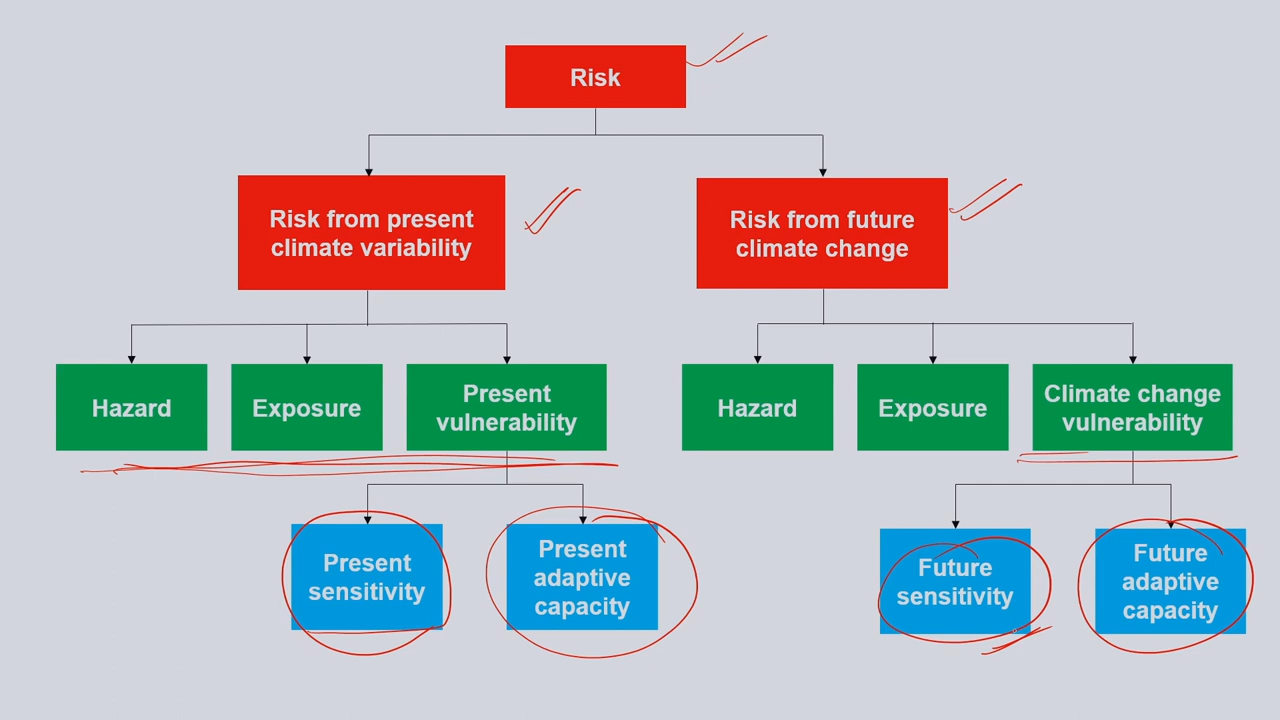 Risk
Risk from present
climate variability
Risk from future
climate change
Hazard
Exposure
Present
vulnerability
Hazard
Exposure
Climate change
vulnerability
Present
sensitivity
Present
adaptive
capacity
Future
sensitivity
Future
adaptive
capacity